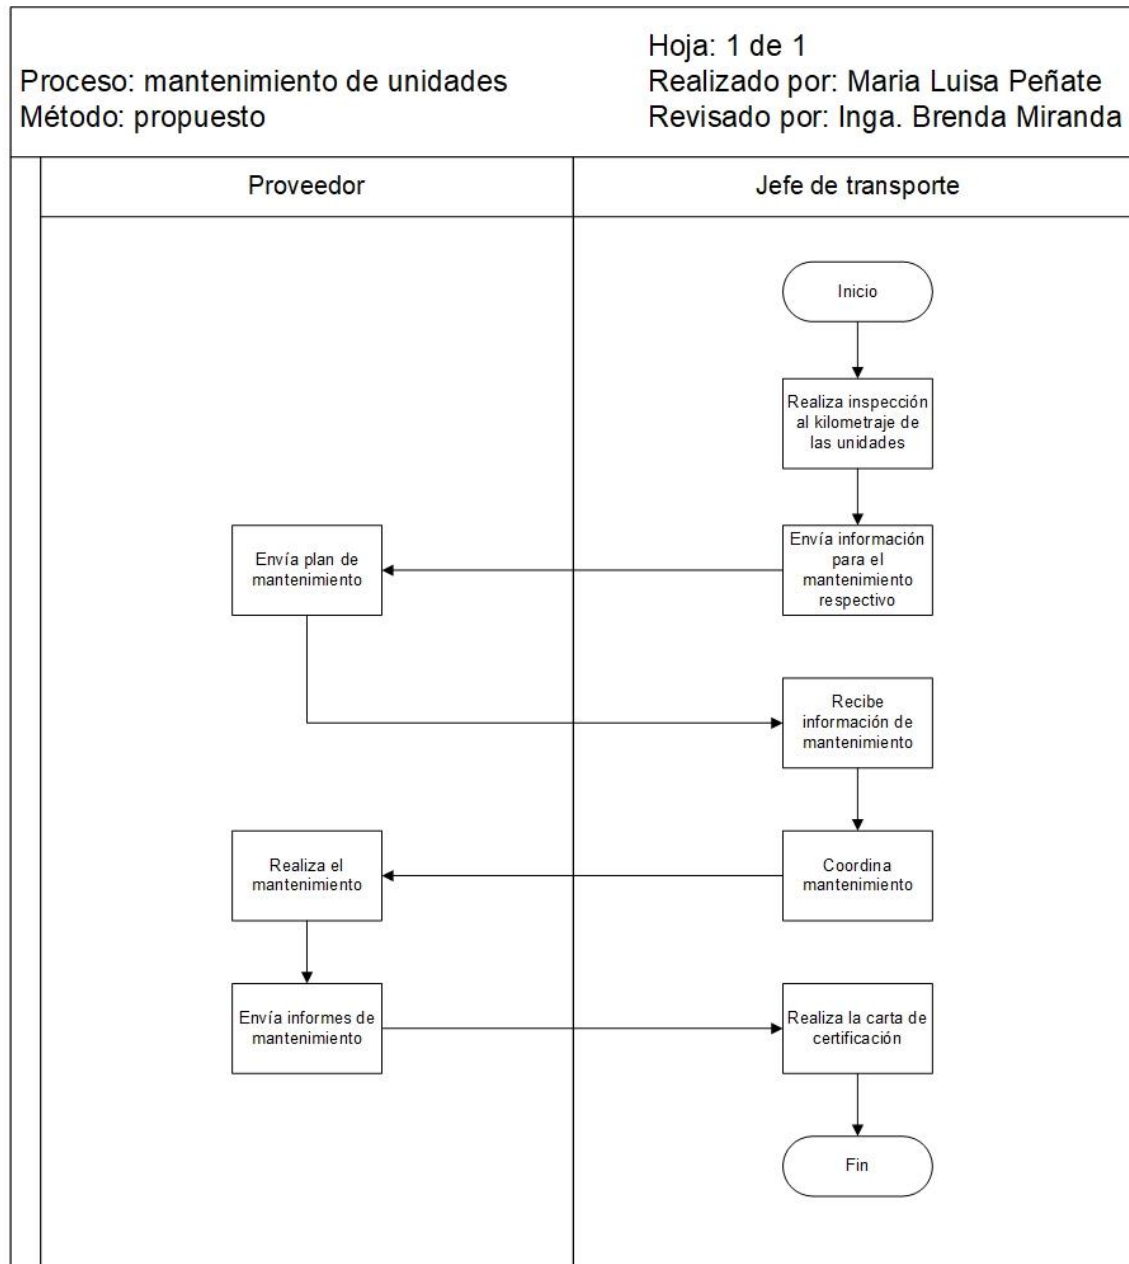 Proceso: mantenimiento de unidades
Método: propuesto
Hoja: 1 de 1
Realizado por: Maria Luisa Peñate
Revisado por: Inga. Brenda Miranda
Proveedor
Jefe de transporte
Inicio
Realiza inspección
al kilometraje de
las unidades
Envía información
para el
mantenimiento
respectivo
Envía plan de
mantenimiento
Recibe
información de
mantenimiento
Coordina
mantenimiento
Realiza el
mantenimiento
Envía informes de
mantenimiento
Realiza la carta de
certificación
Fin